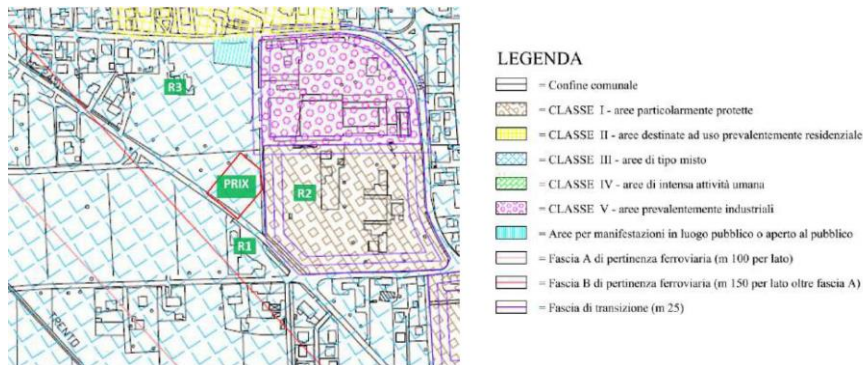 R3
PRIX
R2
R1
TRENTO
LEGENDA
= Confine comunale
= CLASSE I - aree particolarmente protette
= CLASSE II - aree destinate ad uso prevalentemente residenziale
= CLASSE III - aree di tipo misto
= CLASSE IV - aree di intensa attività umana
= CLASSE V - aree prevalentemente industriali
= Aree per manifestazioni in luogo pubblico o aperto al pubblico
= Fascia A di pertinenza ferroviaria (m 100 per lato)
= Fascia B di pertinenza ferroviaria (m 150 per lato oltre fascia A)
= Fascia di transizione (m 25)